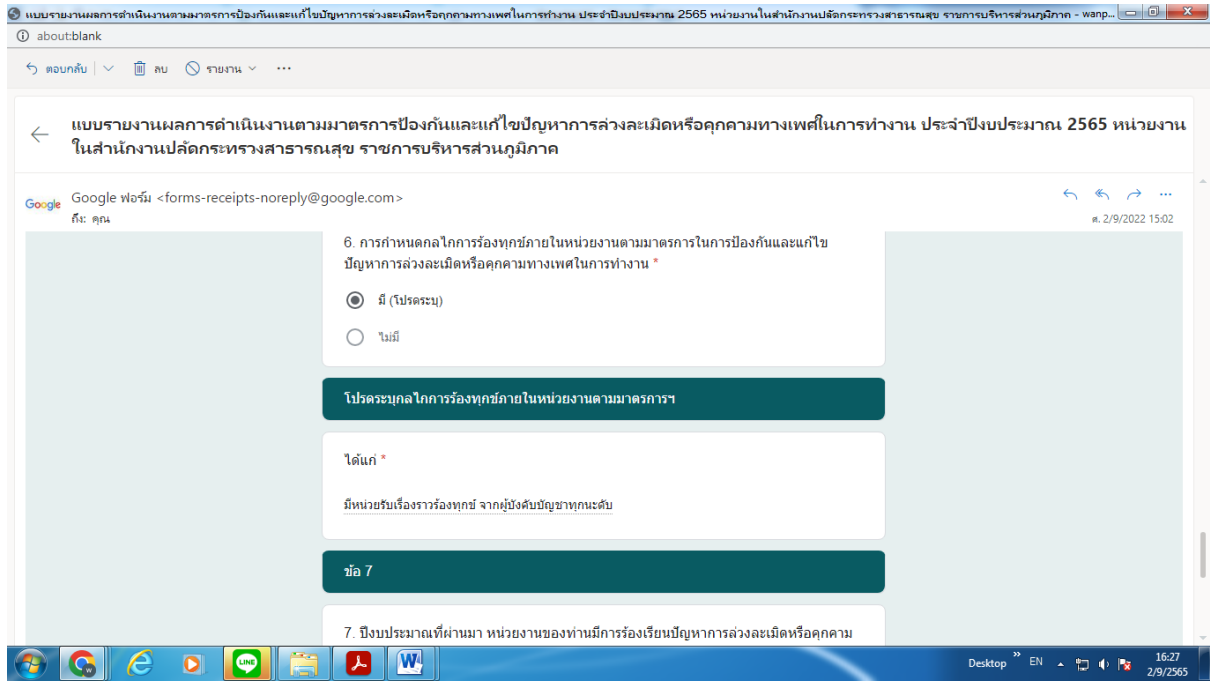 แบบรายงานผลการดำเนินงานตามมาตรการป้องกันและแก้ไขปัญหาการล่วงละเมิดหรือคุกคามทางเพศในการทำงาน ประจำปีงบประมาณ 2565 หน่วยงานในสำนักงานปลัดกระทรวงสาธารณสุข ราชการบริหารส่วนภูมิภาค - wanp...
about:blank
ตอบกลับ ลบ รายงาน ...
แบบรายงานผลการดำเนินงานตามมาตรการป้องกันและแก้ไขปัญหาการล่วงละเมิดหรือคุกคามทางเพศในการทำงาน ประจำปีงบประมาณ 2565 หน่วยงาน
ในสำนักงานปลัดกระทรวงสาธารณสุข ราชการบริหารส่วนภูมิภาค
Google
Google ฟอร์ม <forms-receipts-noreply@google.com>
ถึง: คุณ
ศ. 2/9/2022 15:02
6. การกำหนดกลไกการร้องทุกข์ภายในหน่วยงานตามมาตรการในการป้องกันและแก้ไข
ปัญหาการล่วงละเมิดหรือคุกคามทางเพศในการทำงาน *
มี (โปรดระบุ)
ไม่มี
โปรดระบุกลไกการร้องทุกข์ภายในหน่วยงานตามมาตรการฯ
ได้แก่ *
มีหน่วยรับเรื่องราวร้องทุกข์ จากผู้บังคับบัญชาทุกนะดับ
ข้อ 7
7. ปีงบประมาณที่ผ่านมา หน่วยงานของท่านมีการร้องเรียนปัญหาการล่วงละเมิดหรือคุกคาม
LINE
Desktop » EN
16:27
2/9/2565